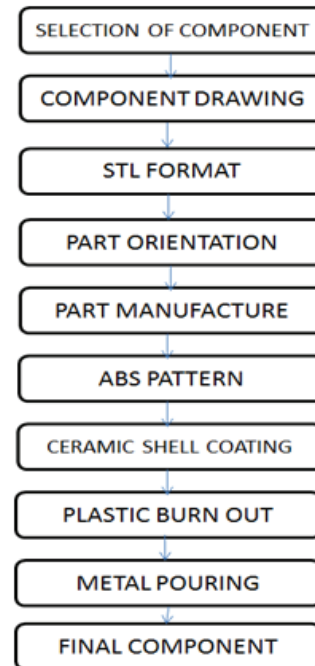 SELECTION OF COMPONENT
COMPONENT DRAWING
STL FORMAT
PART ORIENTATION
PART MANUFACTURE
ABS PATTERN
CERAMIC SHELL COATING
PLASTIC BURN OUT
METAL POURING
FINAL COMPONENT